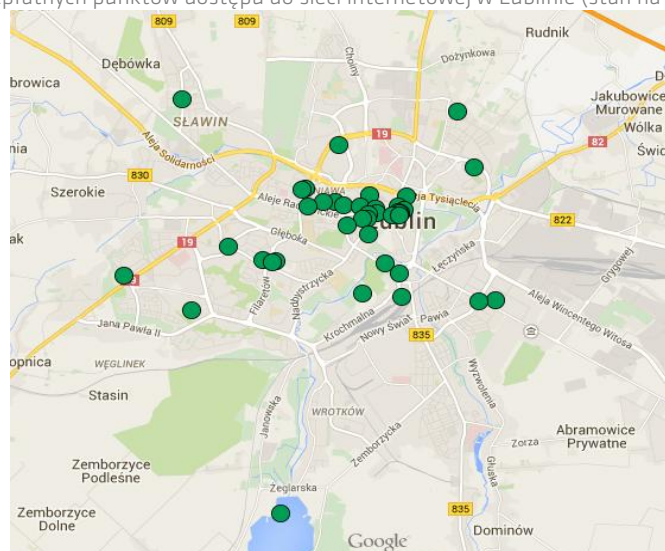 płatnych punktów dostępu do sieci internetowej w Lublinie (stan na
809
809
Rudnik
Dębówka
Dożynkowa
Choiny
Jakubowice
Murowane
SŁAWIN
19
Wólka
82
Aleja Solidarności
830
Szerokie
Aleje
Aleja Tysiąclecia
822
Głęboka
19
Łęczyńska
Grygowej
Filaretów
Nadbystrzycka
Aleja Wincentego Witosa
Jana Pawła II
Krochmalna
Nowy Świat
Pawia
835
opnica
WĘGLINEK
Stasin
Wyzwolenia
WROTKÓW
Janowska
Abramowice
Prywatne
Zorza
Zemborzycka
Głuska
Zemborzyce
Podleśne
Żeglarska
835
Zemborzyce
Dolne
Google
Dominów